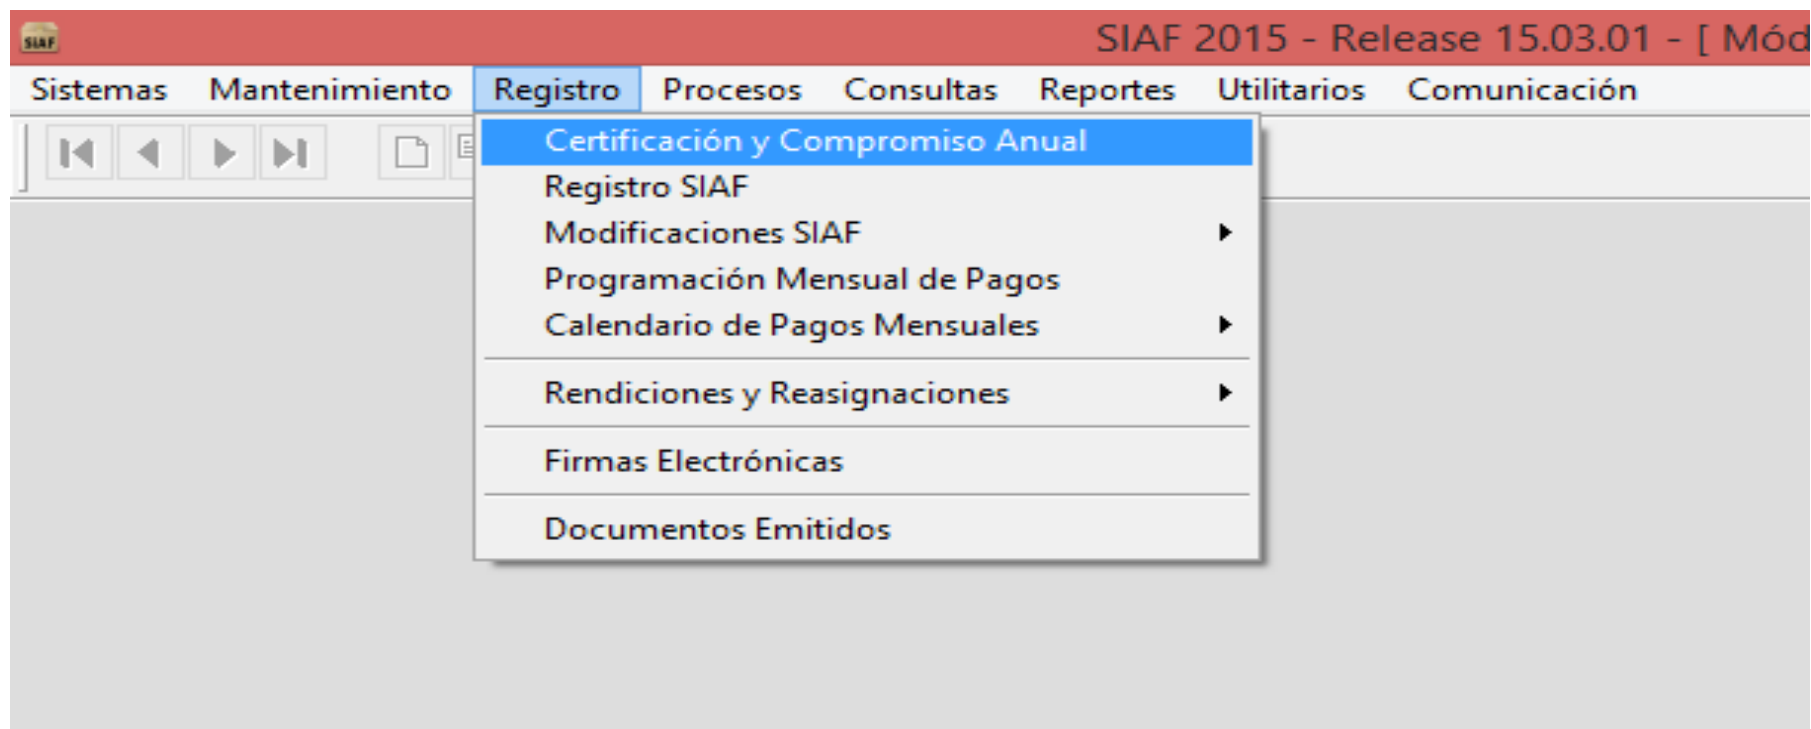 SIAF
SIAF 2015 - Release 15.03.01 - [ Mód
Sistemas Mantenimiento Registro Procesos Consultas Reportes Utilitarios Comunicación
Certificación y Compromiso Anual
Registro SIAF
Modificaciones SIAF
Programación Mensual de Pagos
Calendario de Pagos Mensuales
Rendiciones y Reasignaciones
Firmas Electrónicas
Documentos Emitidos